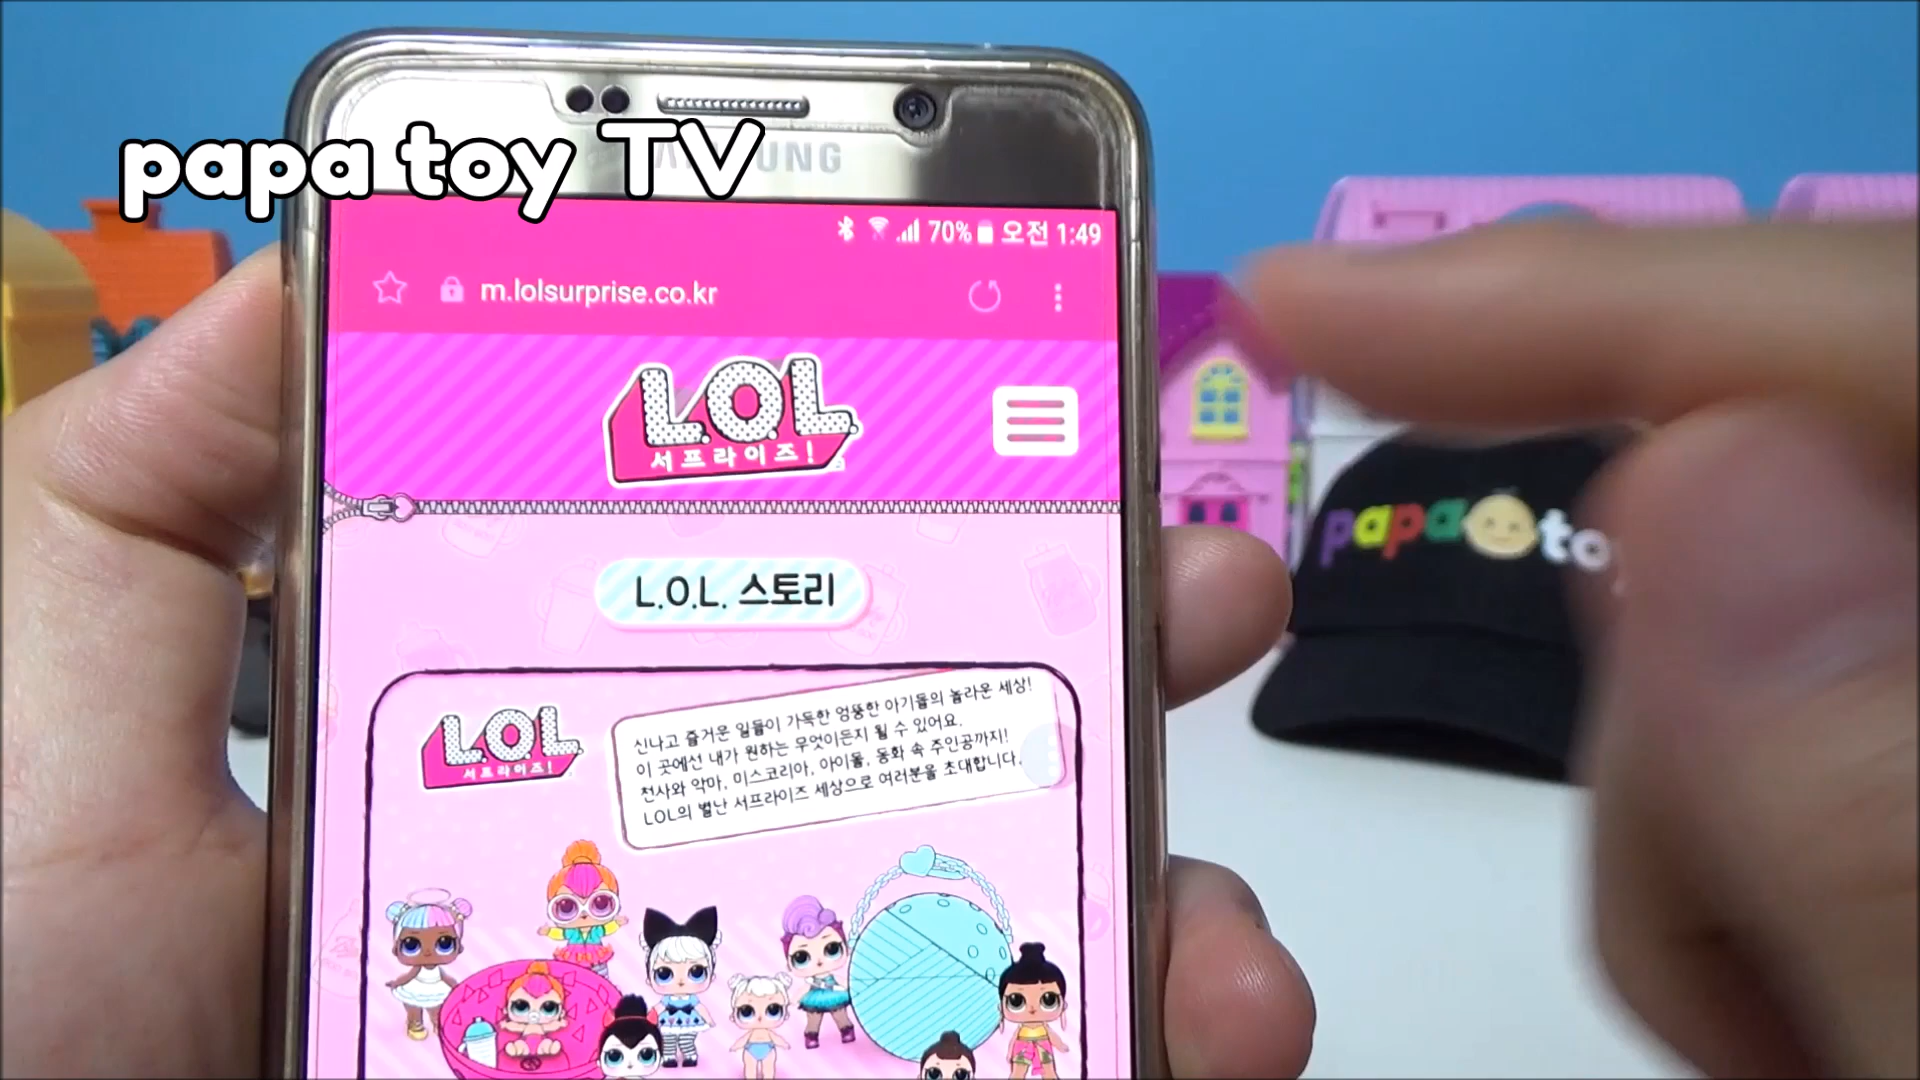 papa toy TV
SAMSUNG
70% 오전 1:49
m.lolsurprise.co.kr
L.O.L.
서프라이즈!
papa to
L.O.L. 스토리
L.O.L.
서프라이즈!
신나고 즐거운 일들이 가득한 엉뚱한 아기들의 놀라운 세상!
이 곳에선 내가 원하는 무엇이든지 될 수 있어요.
천사와 악마, 미스코리아, 아이돌, 동화 속 주인공까지!
LOL의 별난 서프라이즈 세상으로 여러분을 초대합니다.